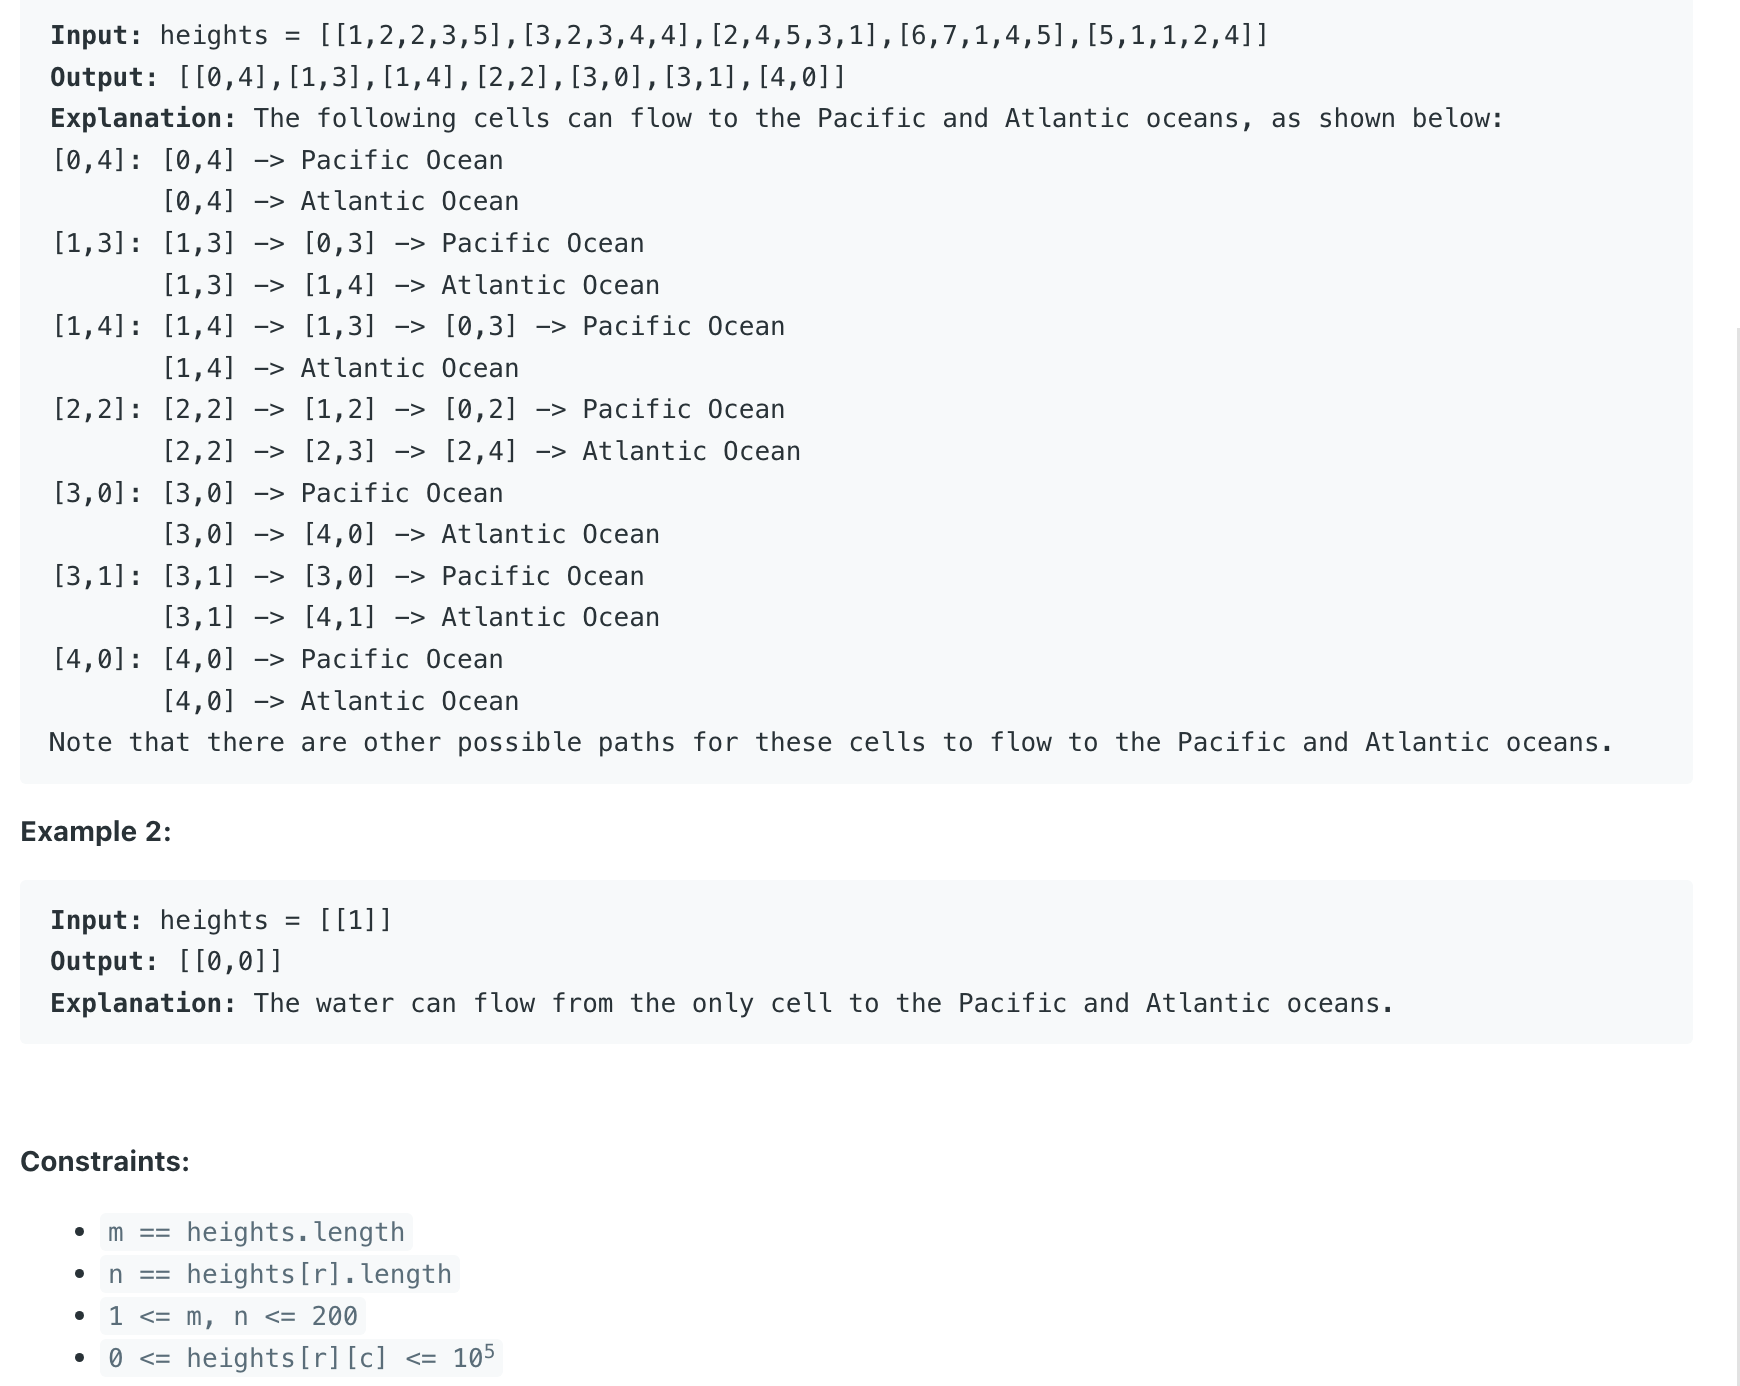 Input: heights = [[1,2,2,3,5],[3,2,3,4,4],[2,4,5,3,1],[6,7,1,4,5],[5,1,1,2,4]]
Output: [[0,4],[1,3],[1,4],[2,2],[3,0],[3,1],[4,0]]
Explanation: The following cells can flow to the Pacific and Atlantic oceans, as shown below:
[0,4]: [0,4] -> Pacific Ocean
       [0,4] -> Atlantic Ocean
[1,3]: [1,3] -> [0,3] -> Pacific Ocean
       [1,3] -> [1,4] -> Atlantic Ocean
[1,4]: [1,4] -> [1,3] -> [0,3] -> Pacific Ocean
       [1,4] -> Atlantic Ocean
[2,2]: [2,2] -> [1,2] -> [0,2] -> Pacific Ocean
       [2,2] -> [2,3] -> [2,4] -> Atlantic Ocean
[3,0]: [3,0] -> Pacific Ocean
       [3,0] -> [4,0] -> Atlantic Ocean
[3,1]: [3,1] -> [3,0] -> Pacific Ocean
       [3,1] -> [4,1] -> Atlantic Ocean
[4,0]: [4,0] -> Pacific Ocean
       [4,0] -> Atlantic Ocean
Note that there are other possible paths for these cells to flow to the Pacific and Atlantic oceans.
Example 2:
Input: heights = [[1]]
Output: [[0,0]]
Explanation: The water can flow from the only cell to the Pacific and Atlantic oceans.
Constraints:
• m == heights.length
• n == heights[r].length
• 1 <= m, n <= 200
• 0 <= heights[r][c] <= 10⁵